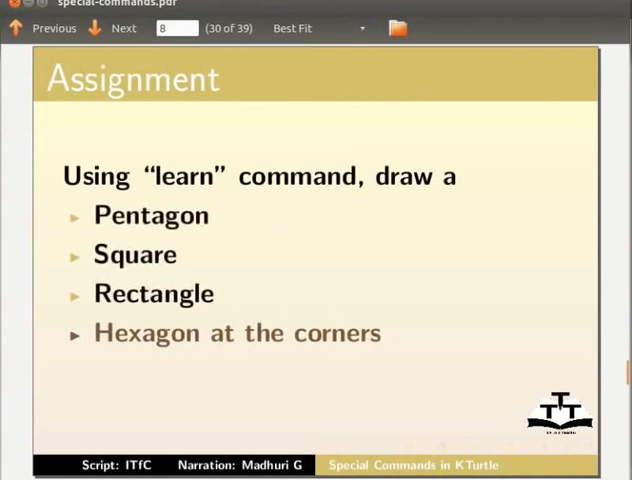 special-commands.pdf
Previous Next 8 (30 of 39) Best Fit
Assignment
Using “learn” command, draw a
Pentagon
Square
Rectangle
Hexagon at the corners
TTT
Script: ITfC Narration: Madhuri G Special Commands in KTurtle